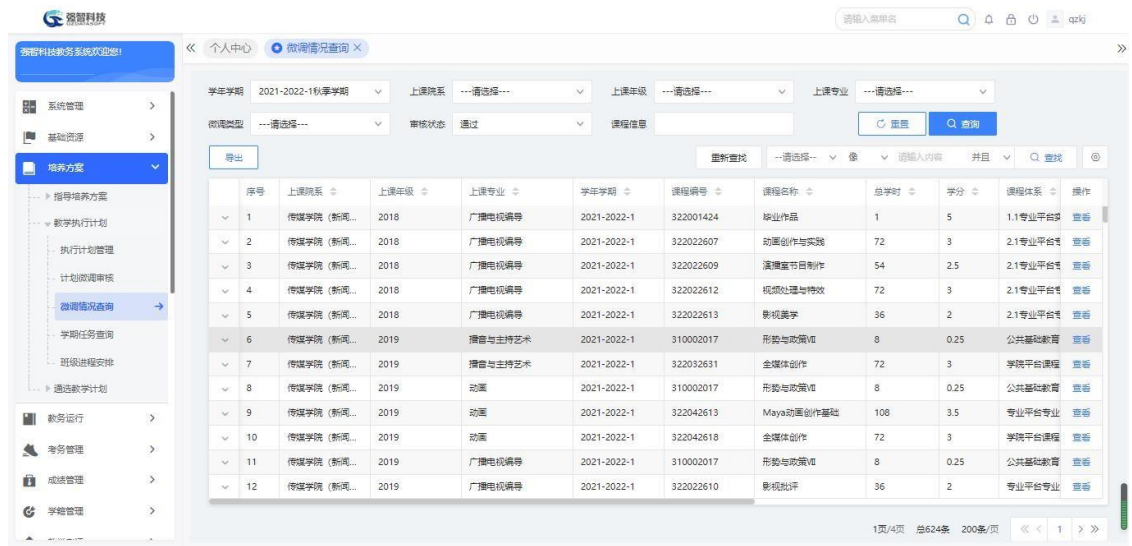 强智科技
请输入菜单名
qzkj
强智科技教务系统欢迎您!
个人中心
微调情况查询
系统管理
基础资源
培养方案
指导培养方案
教学执行计划
执行计划管理
计划微调审核
微调情况查询
学期任务查询
班级进程安排
通选教学计划
教务运行
考务管理
成绩管理
学籍管理
学年学期 2021-2022-1秋季学期 上课院系 ---请选择--- 上课年级 ---请选择--- 上课专业 ---请选择---
微调类型 ---请选择--- 审核状态 通过 课程信息 重置 查询
导出 重新查找 --请选择-- 像 请输入内容 并且 查找
序号 上课院系 上课年级 上课专业 学年学期 课程编号 课程名称 总学时 学分 课程体系 操作
1 传媒学院 (新闻... 2018 广播电视编导 2021-2022-1 322001424 毕业作品 1 5 1.1专业平台实 查看
2 传媒学院 (新闻... 2018 广播电视编导 2021-2022-1 322022607 动画创作与实践 72 3 2.1专业平台专 查看
3 传媒学院 (新闻... 2018 广播电视编导 2021-2022-1 322022609 演播室节目制作 54 2.5 2.1专业平台专 查看
4 传媒学院 (新闻... 2018 广播电视编导 2021-2022-1 322022612 视频处理与特效 72 3 2.1专业平台专 查看
5 传媒学院 (新闻... 2018 广播电视编导 2021-2022-1 322022613 影视美学 36 2 2.1专业平台专 查看
6 传媒学院 (新闻... 2019 播音与主持艺术 2021-2022-1 310002017 形势与政策VII 8 0.25 公共基础教育 查看
7 传媒学院 (新闻... 2019 播音与主持艺术 2021-2022-1 322032631 全媒体创作 72 3 学院平台课程 查看
8 传媒学院 (新闻... 2019 动画 2021-2022-1 310002017 形势与政策VII 8 0.25 公共基础教育 查看
9 传媒学院 (新闻... 2019 动画 2021-2022-1 322042613 Maya动画创作基础 108 3.5 专业平台专业 查看
10 传媒学院 (新闻... 2019 动画 2021-2022-1 322042618 全媒体创作 72 3 学院平台课程 查看
11 传媒学院 (新闻... 2019 广播电视编导 2021-2022-1 310002017 形势与政策VII 8 0.25 公共基础教育 查看
12 传媒学院 (新闻... 2019 广播电视编导 2021-2022-1 322022610 影视批评 36 2 专业平台专业 查看
1页/4页 总624条 200条/页 1